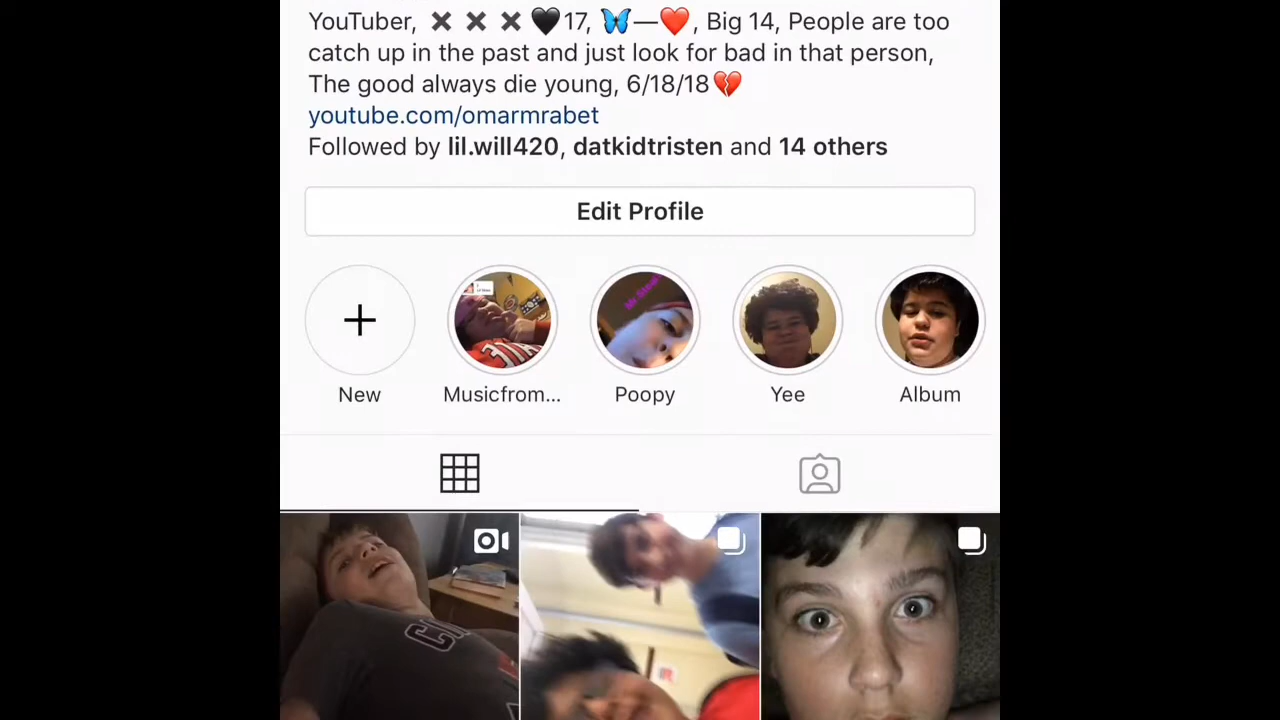 YouTuber, ✖ ✖ ✖🖤17, 🦋—❤️, Big 14, People are too
catch up in the past and just look for bad in that person,
The good always die young, 6/18/18💔
youtube.com/omarmrabet
Followed by lil.will420, datkidtristen and 14 others
Edit Profile
New
Musicfrom...
Poopy
Yee
Album